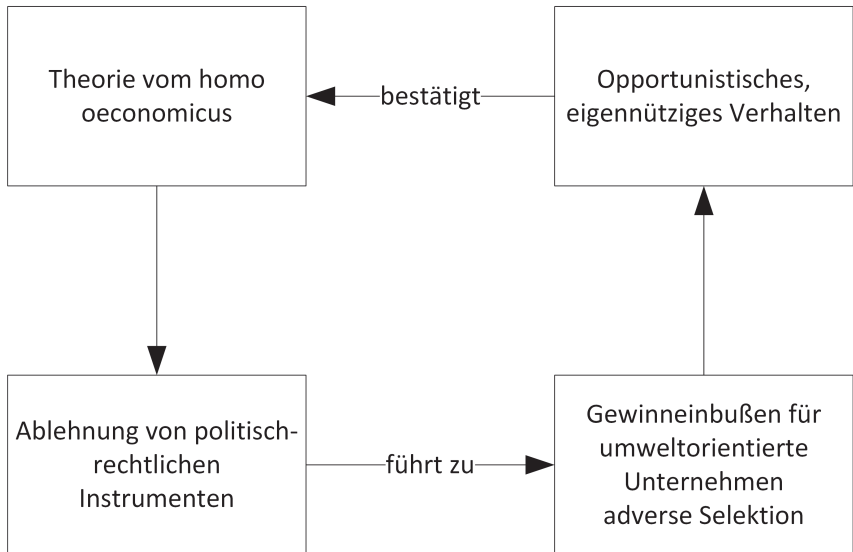 Theorie vom homo
oeconomicus
bestätigt
Opportunistisches,
eigennütziges Verhalten
Ablehnung von politisch-
rechtlichen
Instrumenten
führt zu
Gewinneinbußen für
umweltorientierte
Unternehmen
adverse Selektion